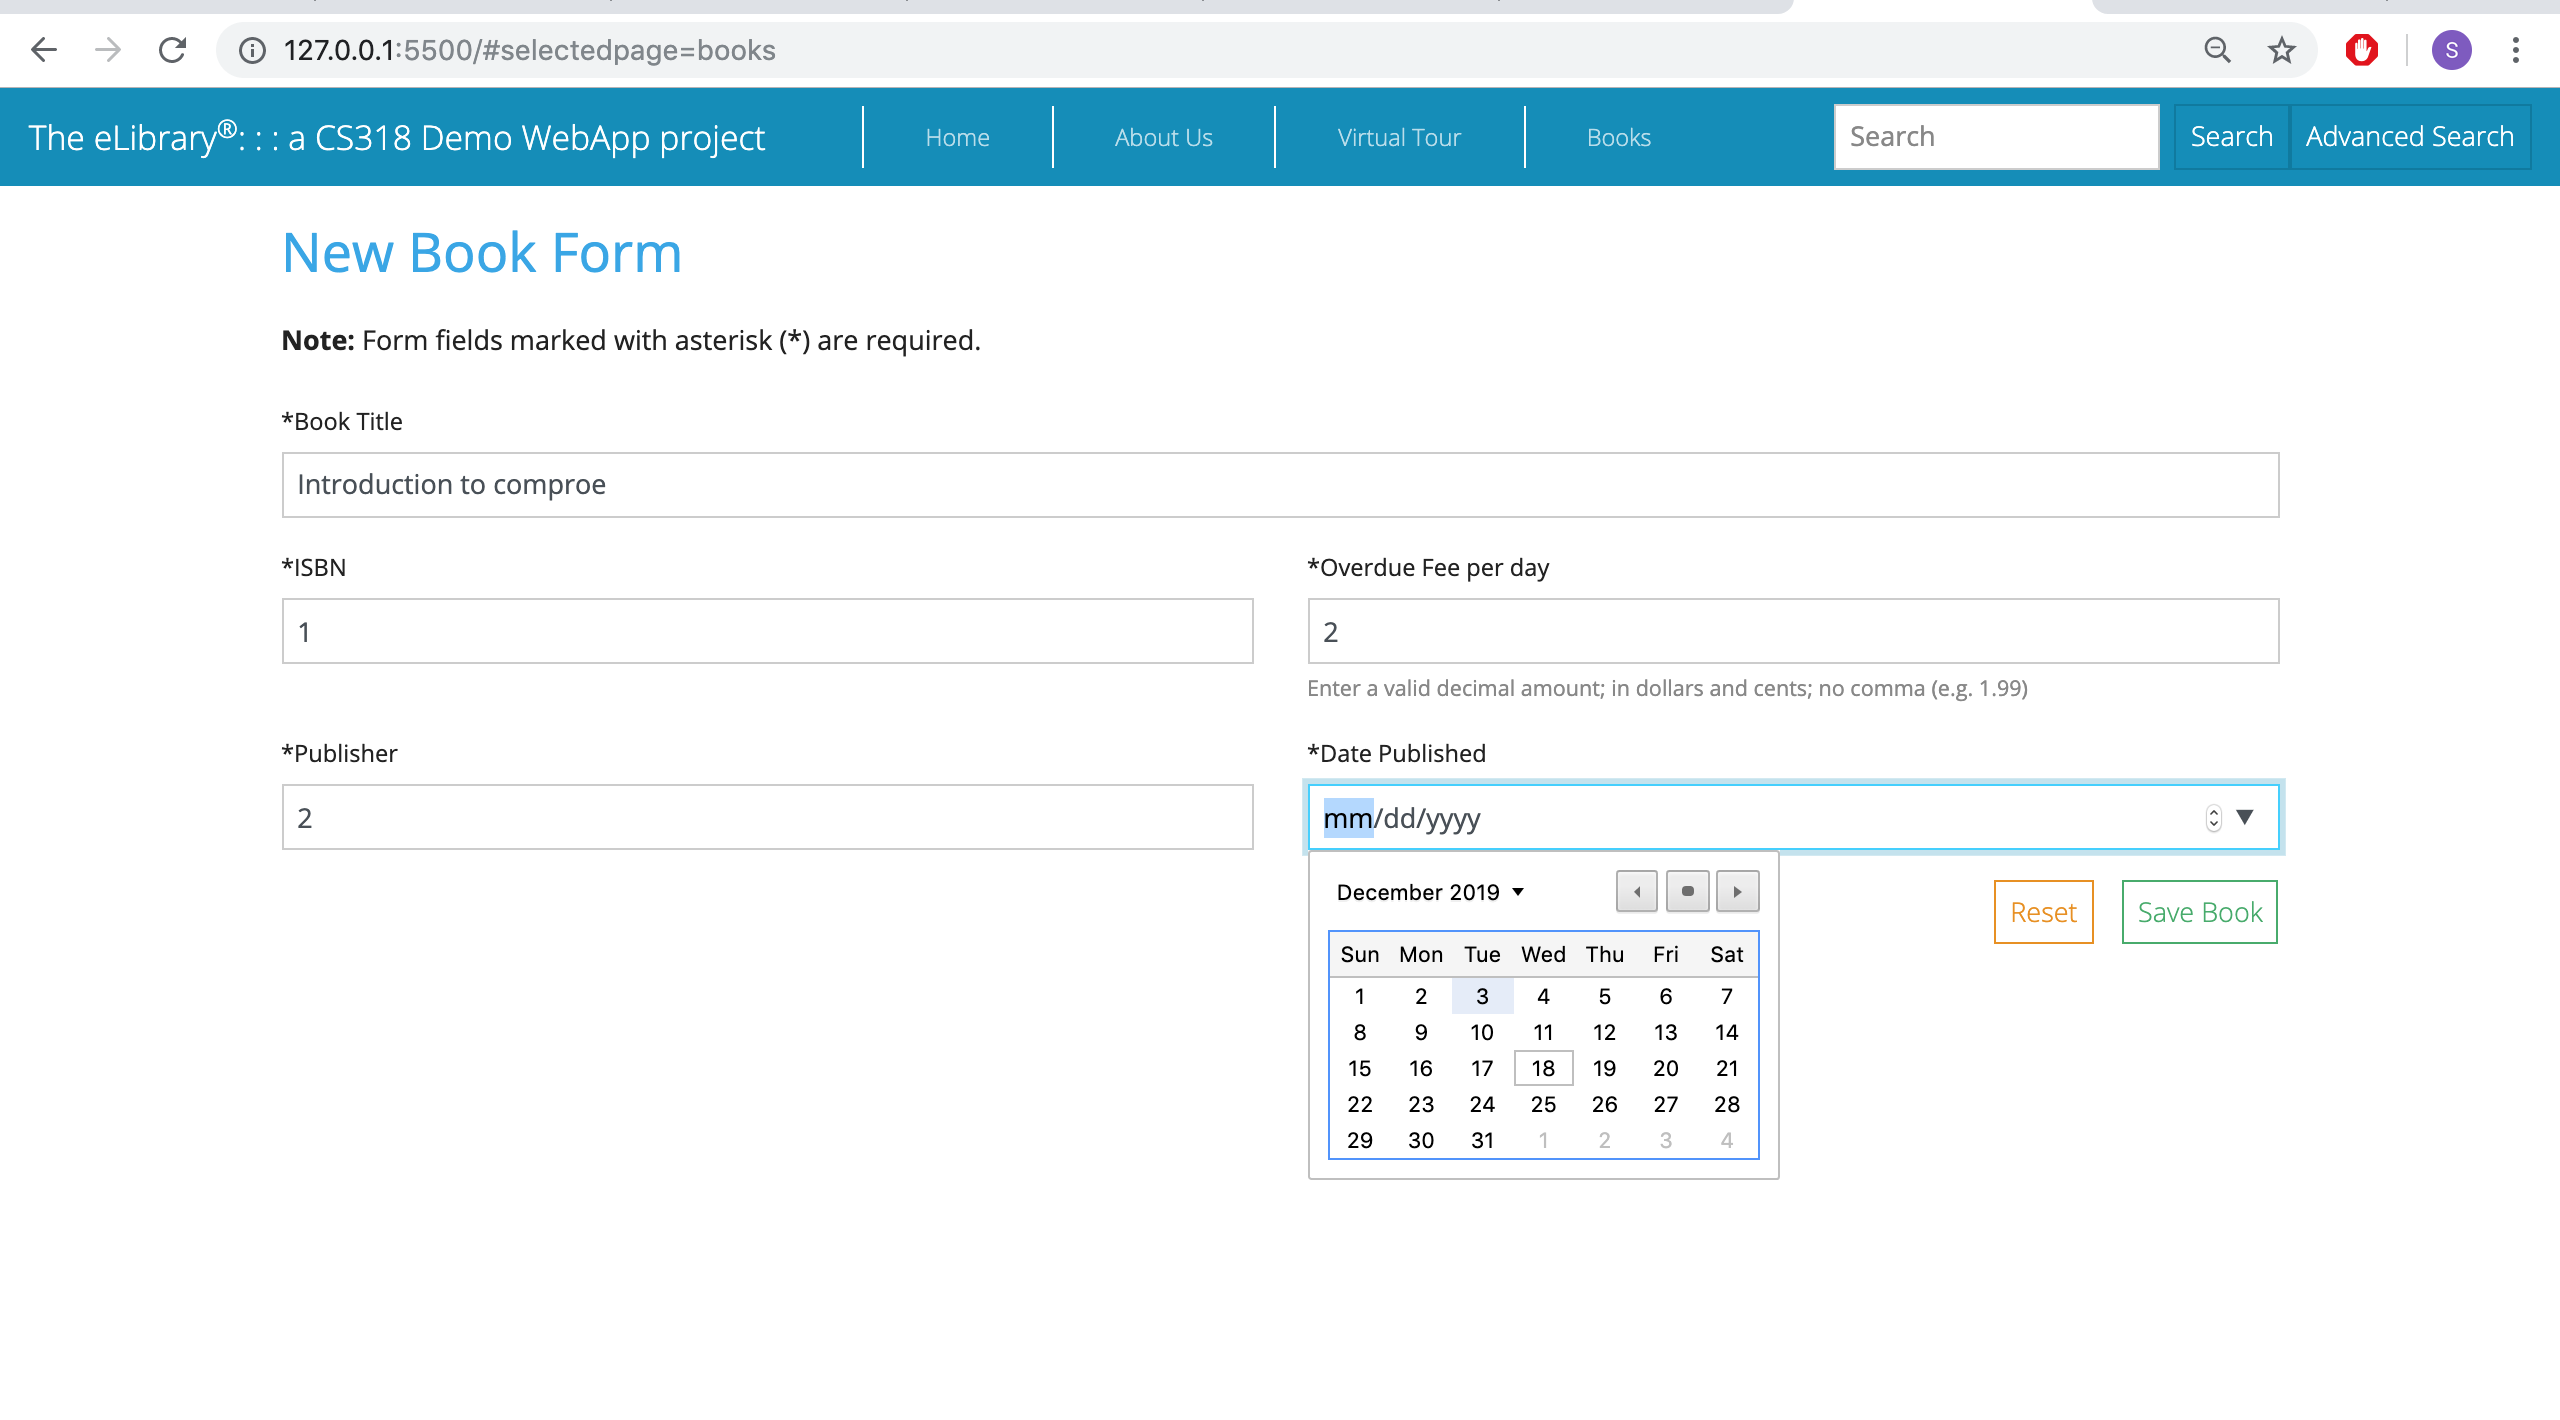 127.0.0.1:5500/#selectedpage=books
S
The eLibrary®: : : a CS318 Demo WebApp project
Home
About Us
Virtual Tour
Books
Search
Search
Advanced Search
New Book Form
Note: Form fields marked with asterisk (*) are required.
*Book Title
Introduction to comproe
*ISBN
*Overdue Fee per day
1
2
Enter a valid decimal amount; in dollars and cents; no comma (e.g. 1.99)
*Publisher
*Date Published
2
mm/dd/yyyy
December 2019
Reset
Save Book
Sun Mon Tue Wed Thu Fri Sat
1 2 3 4 5 6 7
8 9 10 11 12 13 14
15 16 17 18 19 20 21
22 23 24 25 26 27 28
29 30 31 1 2 3 4